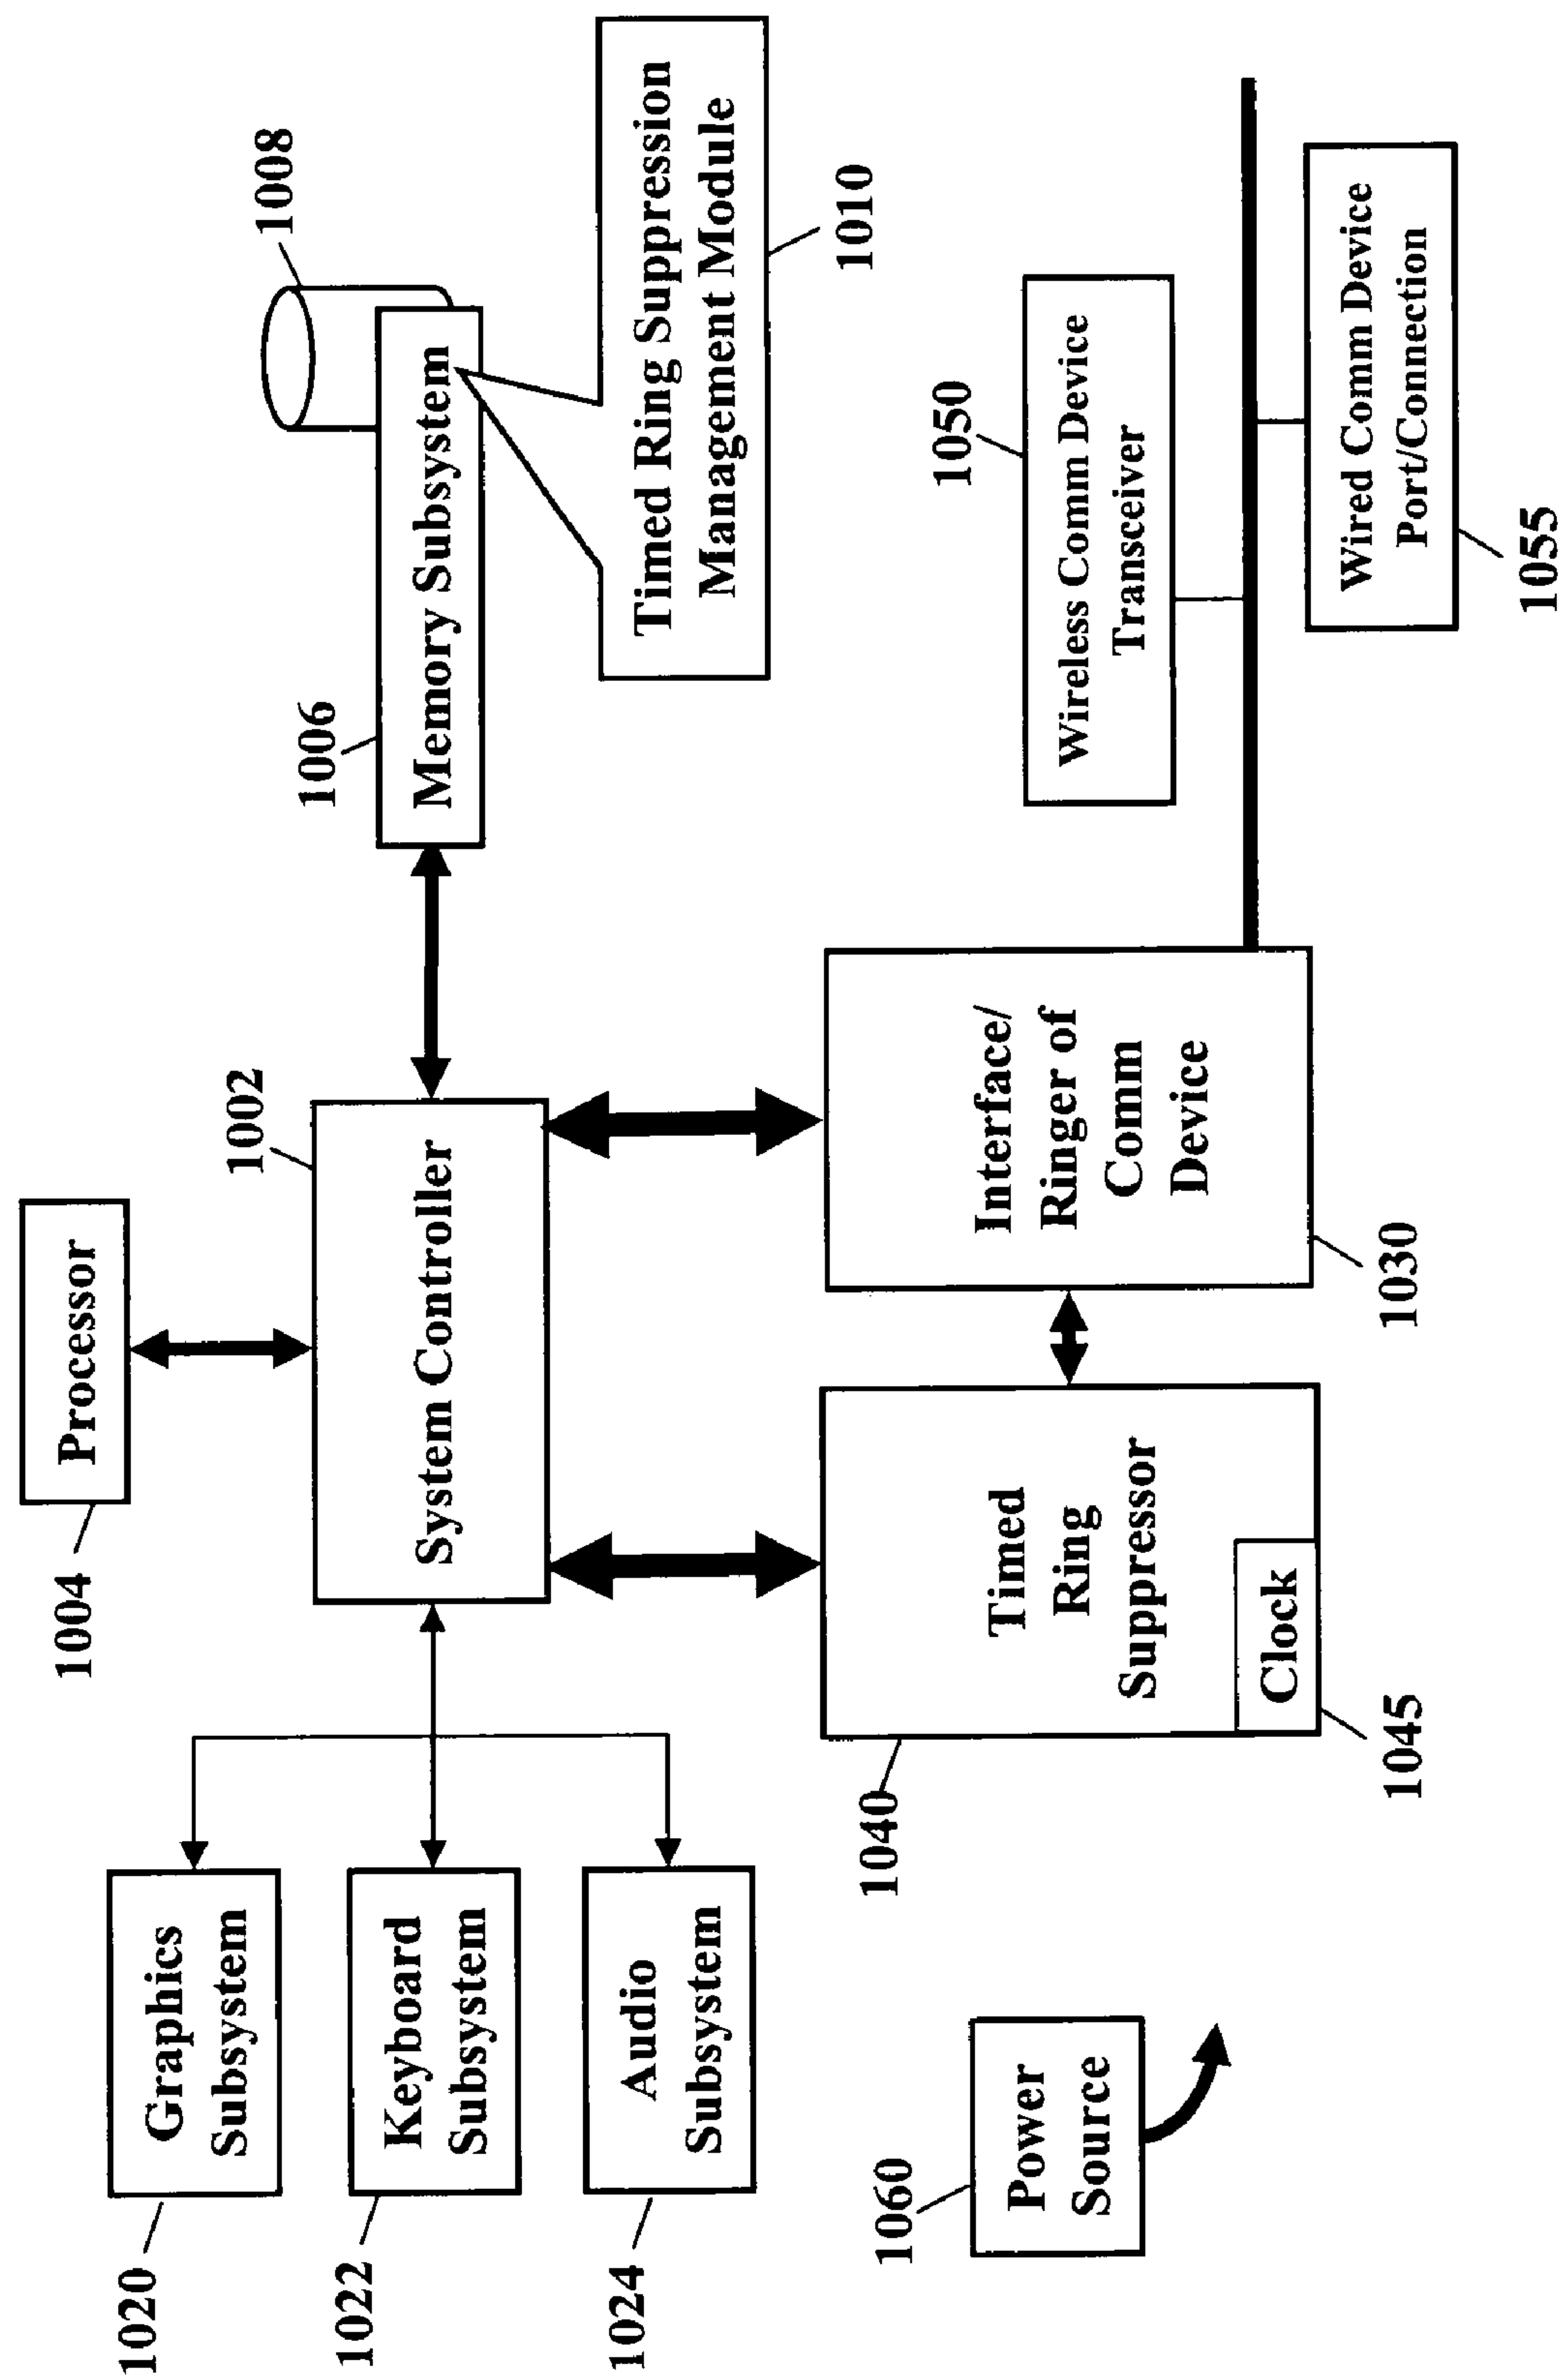 1004
Processor
1002
1020
Graphics
Subsystem
1022
Keyboard
Subsystem
1024
Audio
Subsystem
System Controller
1006
Memory Subsystem
1008
Timed Ring Suppression
Management Module
1010
1040
Timed
Ring
Suppressor
Clock
1045
Interface/
Ringer of
Comm
Device
1030
1050
Wireless Comm Device
Transceiver
Wired Comm Device
Port/Connection
1055
1060
Power
Source